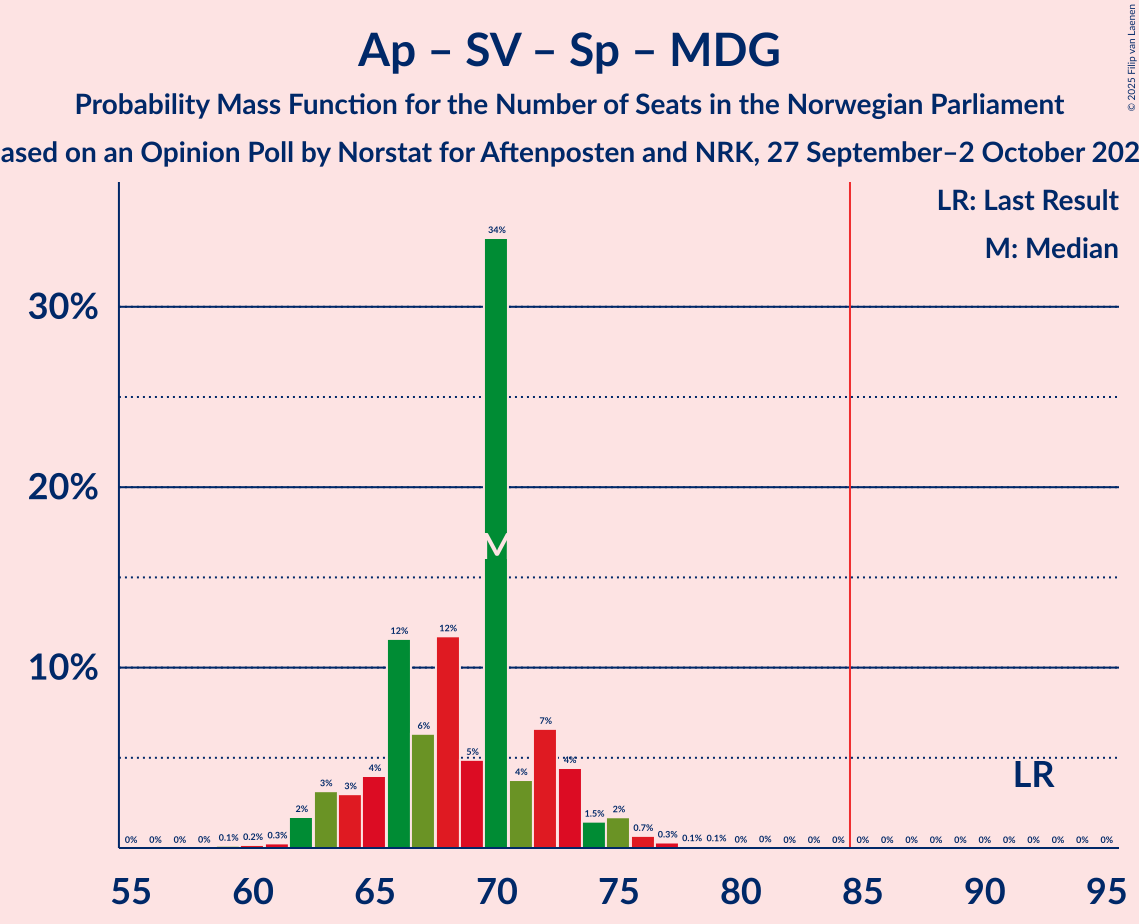 Ap – SV – Sp – MDG
© 2025 Filip van Laenen
Probability Mass Function for the Number of Seats in the Norwegian Parliament
ased on an Opinion Poll by Norstat for Aftenposten and NRK, 27 September–2 October 202
LR: Last Result
M: Median
34%
30%
20%
M
12%
12%
10%
7%
6%
5%
4%
4%
4%
LR
3%
3%
2%
1.5%
2%
0% 0% 0% 0% 0.1% 0.2% 0.3%
0.7% 0.3% 0.1% 0.1% 0% 0% 0% 0% 0% 0% 0% 0% 0% 0% 0% 0% 0% 0% 0% 0%
55 60 65 70 75 80 85 90 95